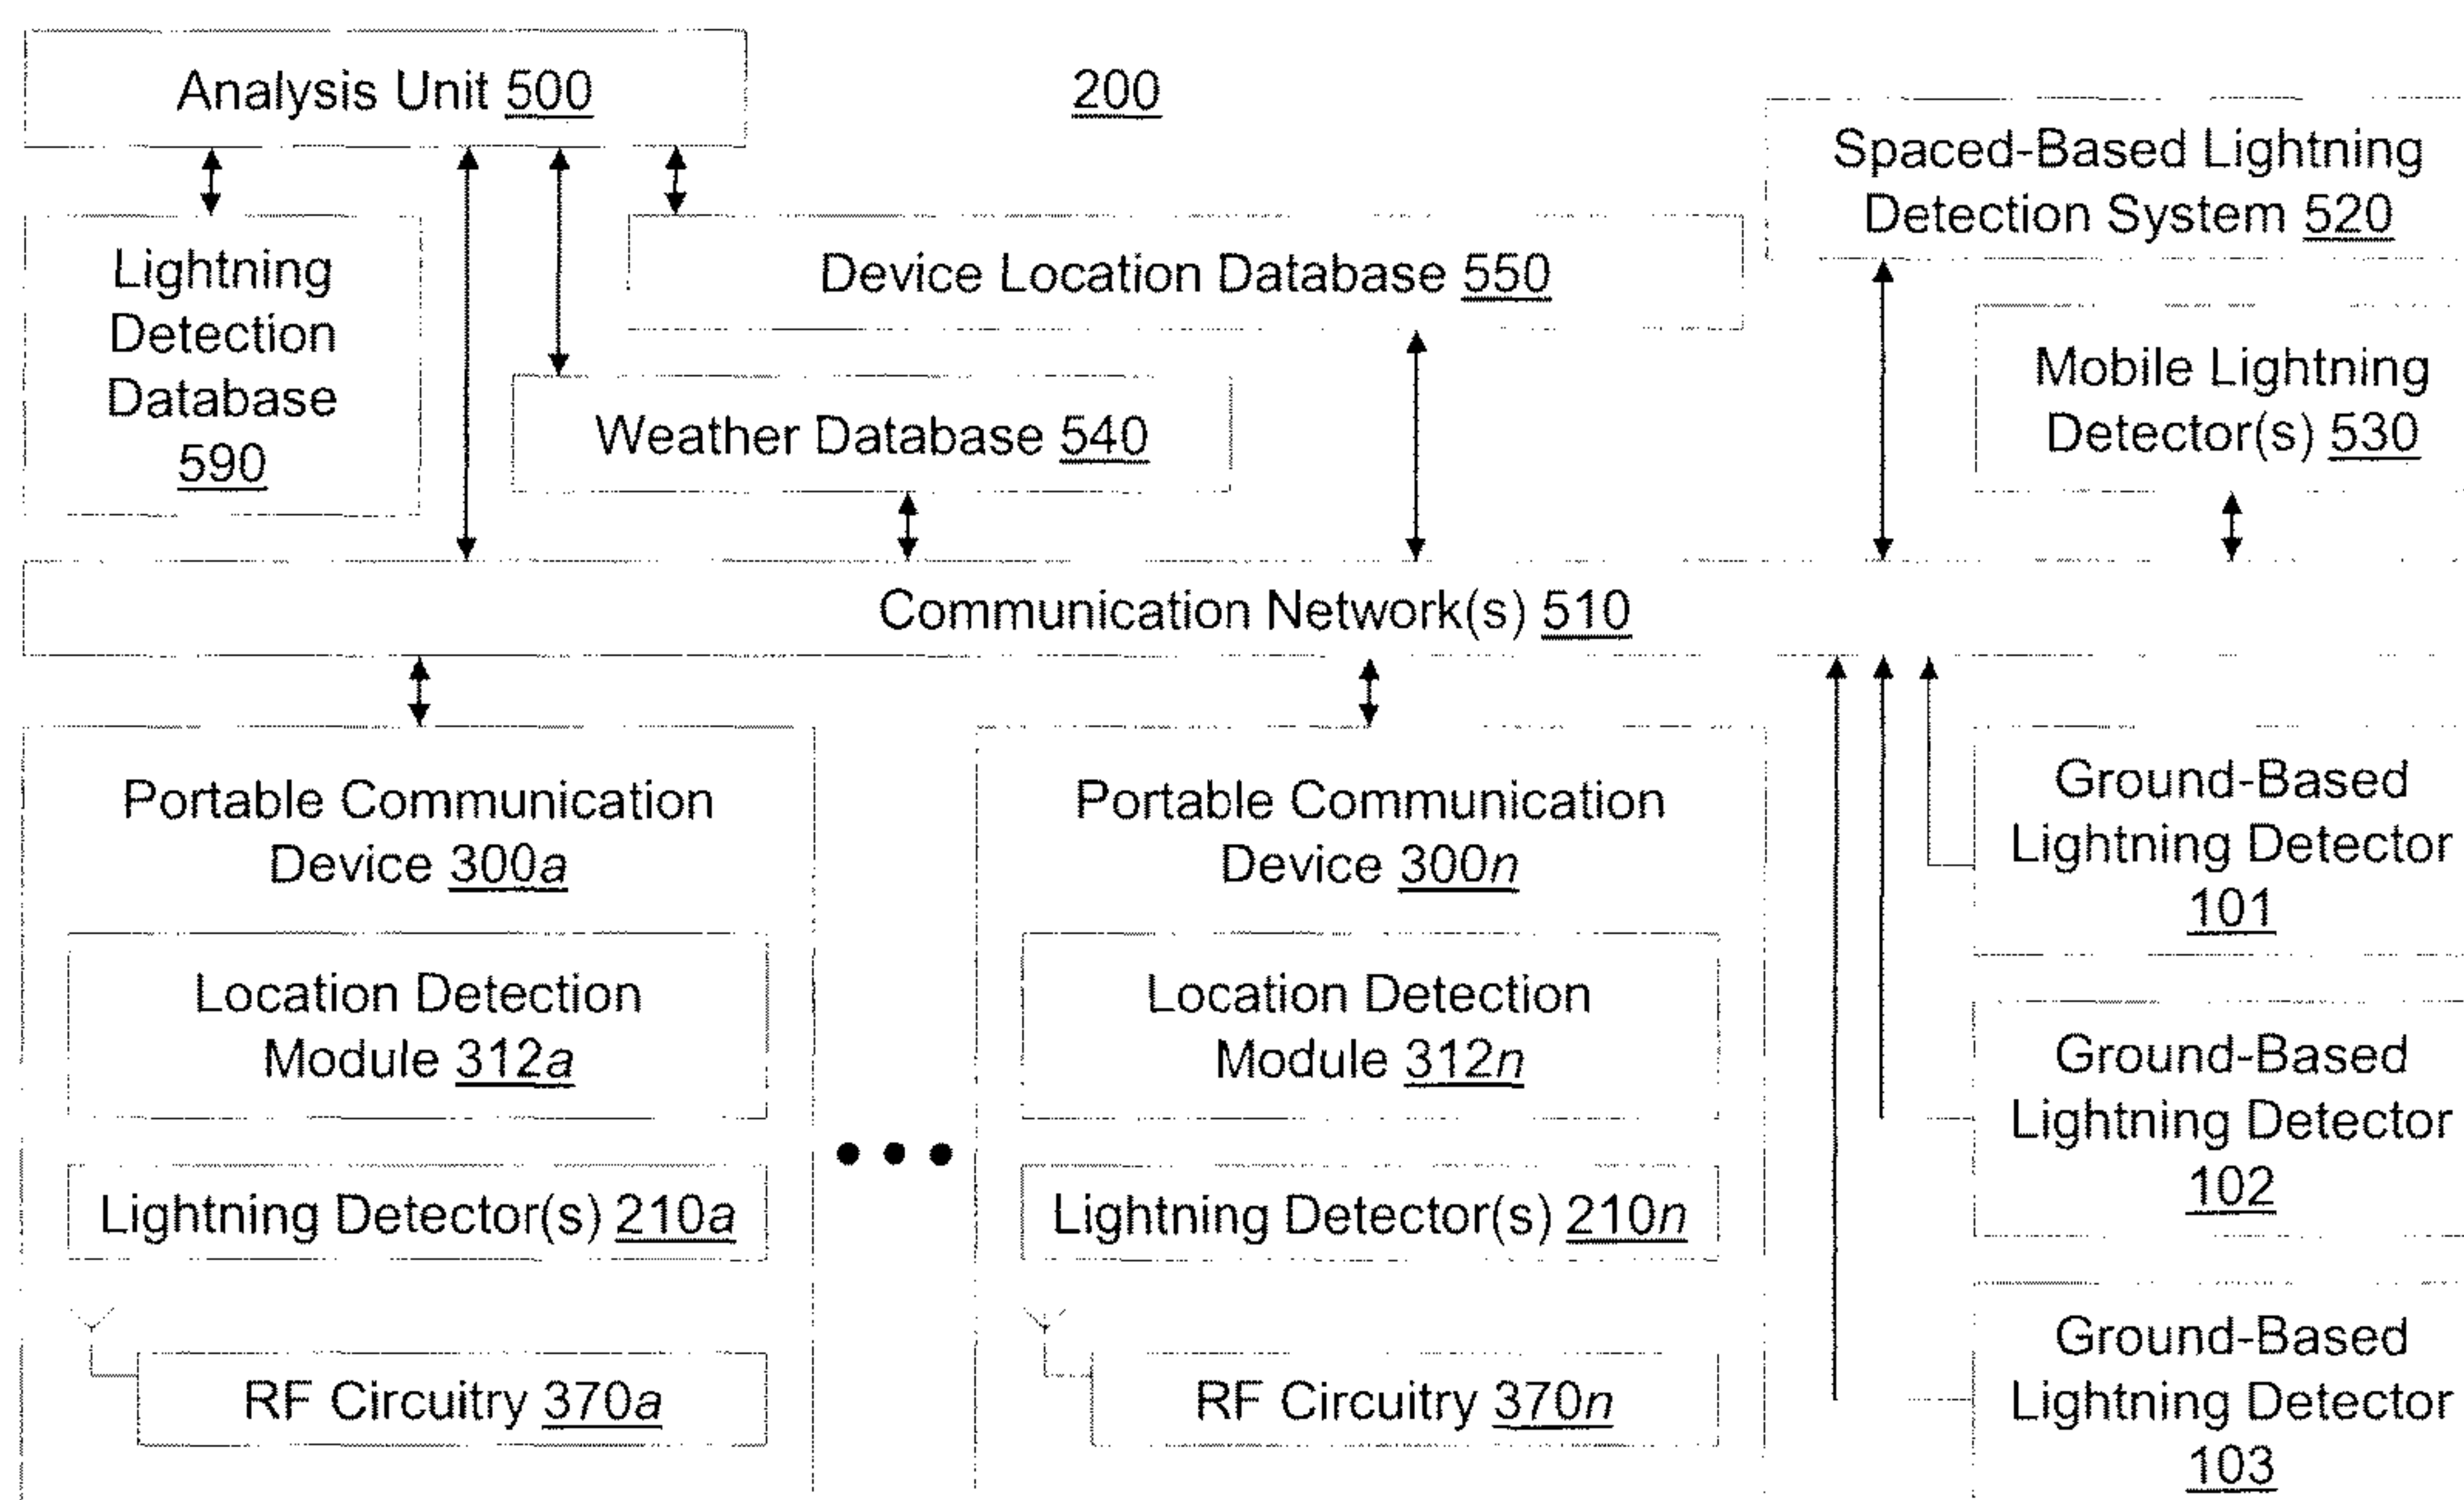 Analysis Unit 500
200
Spaced-Based Lightning
Detection System 520
Lightning
Detection
Database
590
Device Location Database 550
Weather Database 540
Mobile Lightning
Detector(s) 530
Communication Network(s) 510
Portable Communication
Device 300a
Location Detection
Module 312a
Lightning Detector(s) 210a
RF Circuitry 370a
Portable Communication
Device 300n
Location Detection
Module 312n
Lightning Detector(s) 210n
RF Circuitry 370n
Ground-Based
Lightning Detector
101
Ground-Based
Lightning Detector
102
Ground-Based
Lightning Detector
103